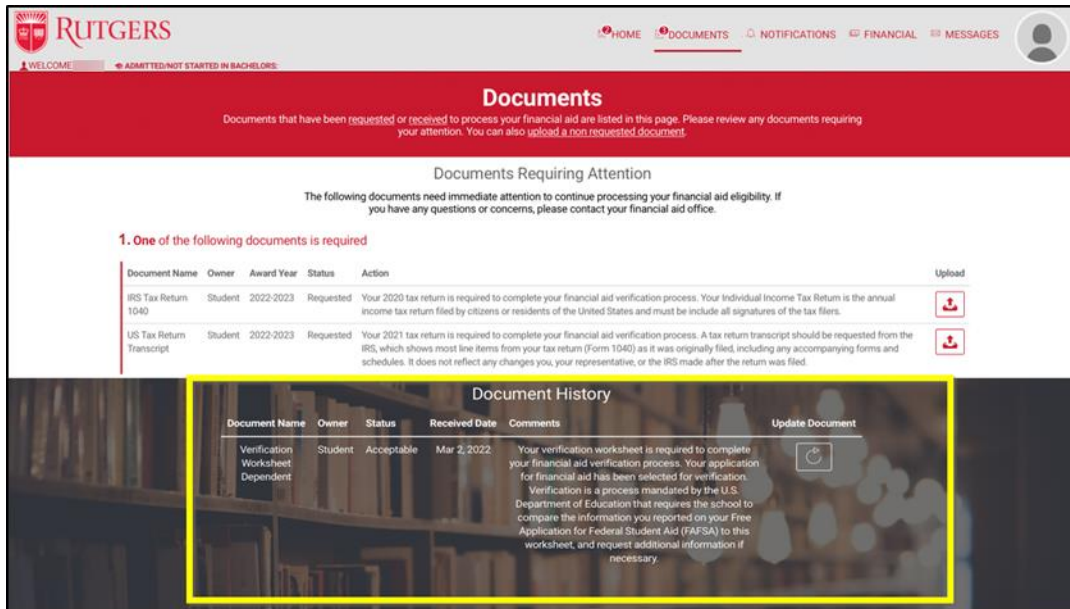 RUTGERS
2 HOME DOCUMENTS NOTIFICATIONS FINANCIAL MESSAGES
WELCOME ADMITTED/NOT STARTED IN BACHELORS:
Documents
Documents that have been requested or received to process your financial aid are listed in this page. Please review any documents requiring
your attention. You can also upload a non requested document.
Documents Requiring Attention
The following documents need immediate attention to continue processing your financial aid eligibility. If
you have any questions or concerns, please contact your financial aid office.
1. One of the following documents is required
Document Name Owner Award Year Status Action Upload
IRS Tax Return Student 2022-2023 Requested Your 2020 tax return is required to complete your financial aid verification process. Your Individual Income Tax Return is the annual
1040 income tax return filed by citizens or residents of the United States and must be include all signatures of the tax filers.
US Tax Return Student 2022-2023 Requested Your 2021 tax return is required to complete your financial aid verification process. A tax return transcript should be requested from the
Transcript IRS, which shows most line items from your tax return (Form 1040) as it was originally filed, including any accompanying forms and
schedules. It does not reflect any changes you, your representative, or the IRS made after the return was filed.
Document History
Document Name Owner Status Received Date Comments Update Document
Verification Student Acceptable Mar 2, 2022 Your verification worksheet is required to complete
Worksheet your financial aid verification process. Your application
Dependent for financial aid has been selected for verification.
Verification is a process mandated by the U.S.
Department of Education that requires the school to
compare the information you reported on your Free
Application for Federal Student Aid (FAFSA) to this
worksheet, and request additional information if
necessary.